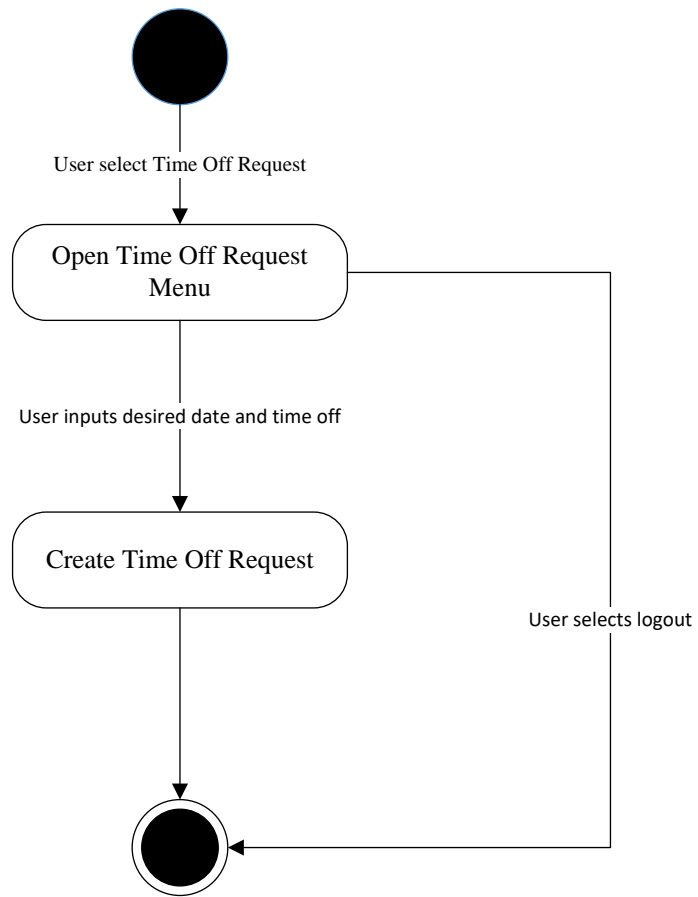 User select Time Off Request
Open Time Off Request
Menu
User inputs desired date and time off
Create Time Off Request
User selects logout